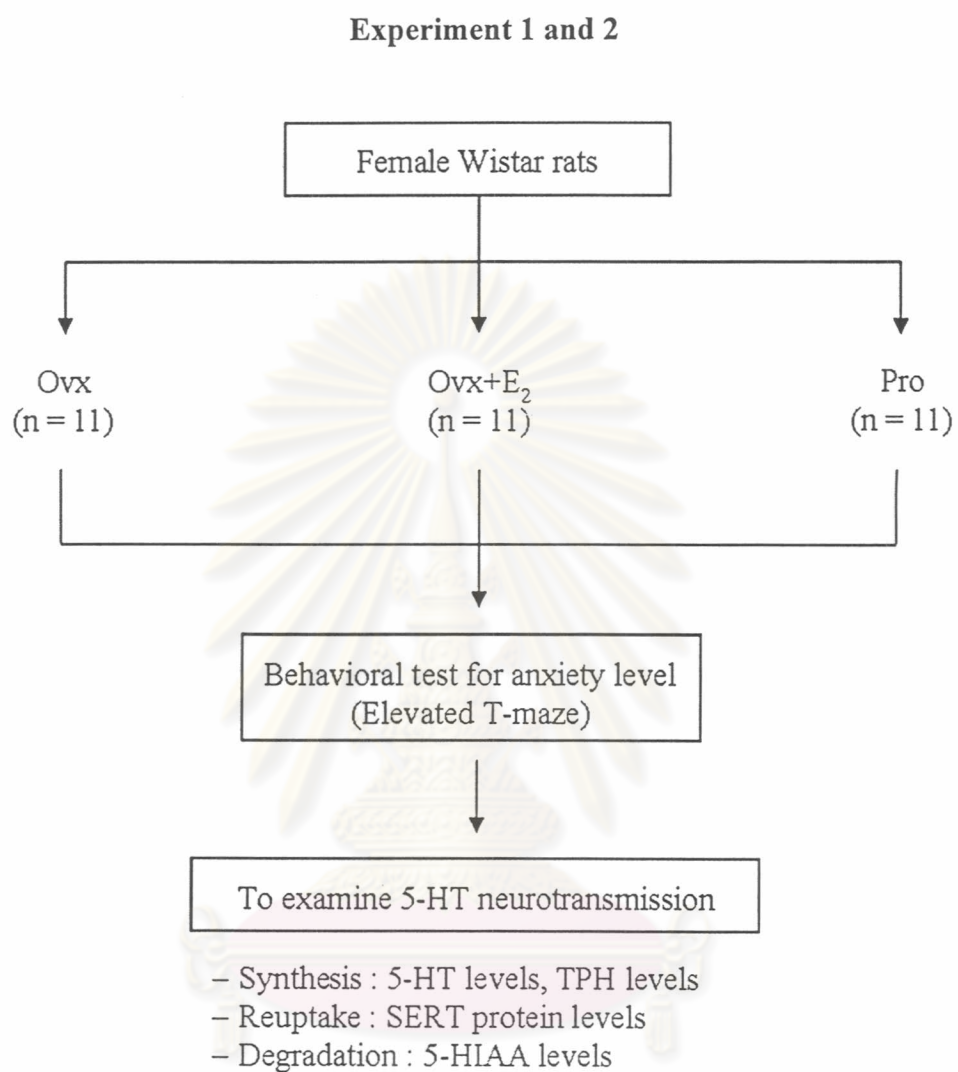 Experiment 1 and 2
Female Wistar rats
Ovx
(n = 11)
Ovx+E₂
(n = 11)
Pro
(n = 11)
Behavioral test for anxiety level
(Elevated T-maze)
To examine 5-HT neurotransmission
– Synthesis : 5-HT levels, TPH levels
– Reuptake : SERT protein levels
– Degradation : 5-HIAA levels